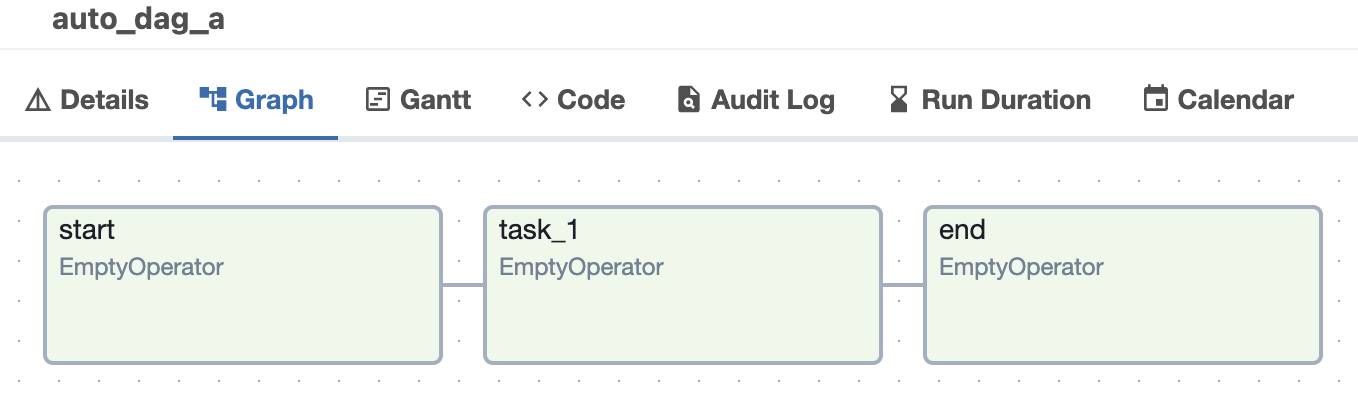 auto_dag_a
Details Graph Gantt Code Audit Log Run Duration Calendar
start task_1 end
EmptyOperator EmptyOperator EmptyOperator